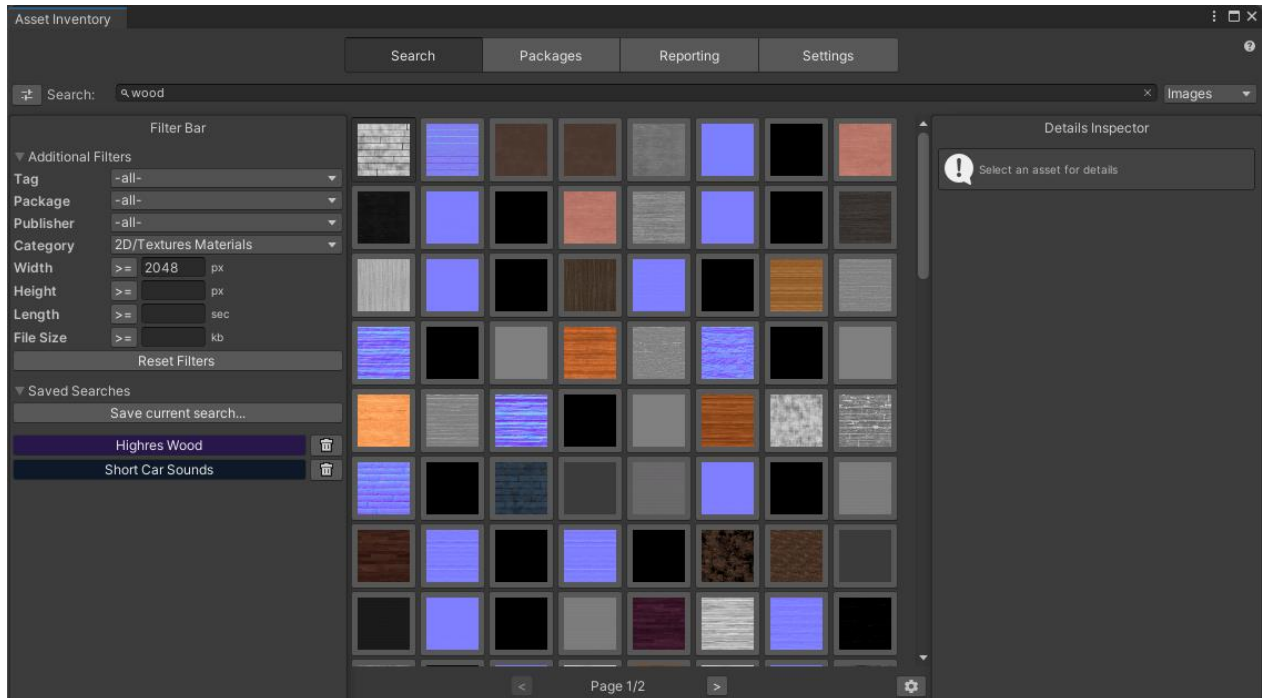 Asset Inventory
Search Packages Reporting Settings
Search: wood Images
Filter Bar
Additional Filters
Tag -all-
Package -all-
Publisher -all-
Category 2D/Textures Materials
Width >= 2048 px
Height >= px
Length >= sec
File Size >= kb
Reset Filters
Saved Searches
Save current search...
Highres Wood
Short Car Sounds
< Page 1/2 >
Details Inspector
Select an asset for details